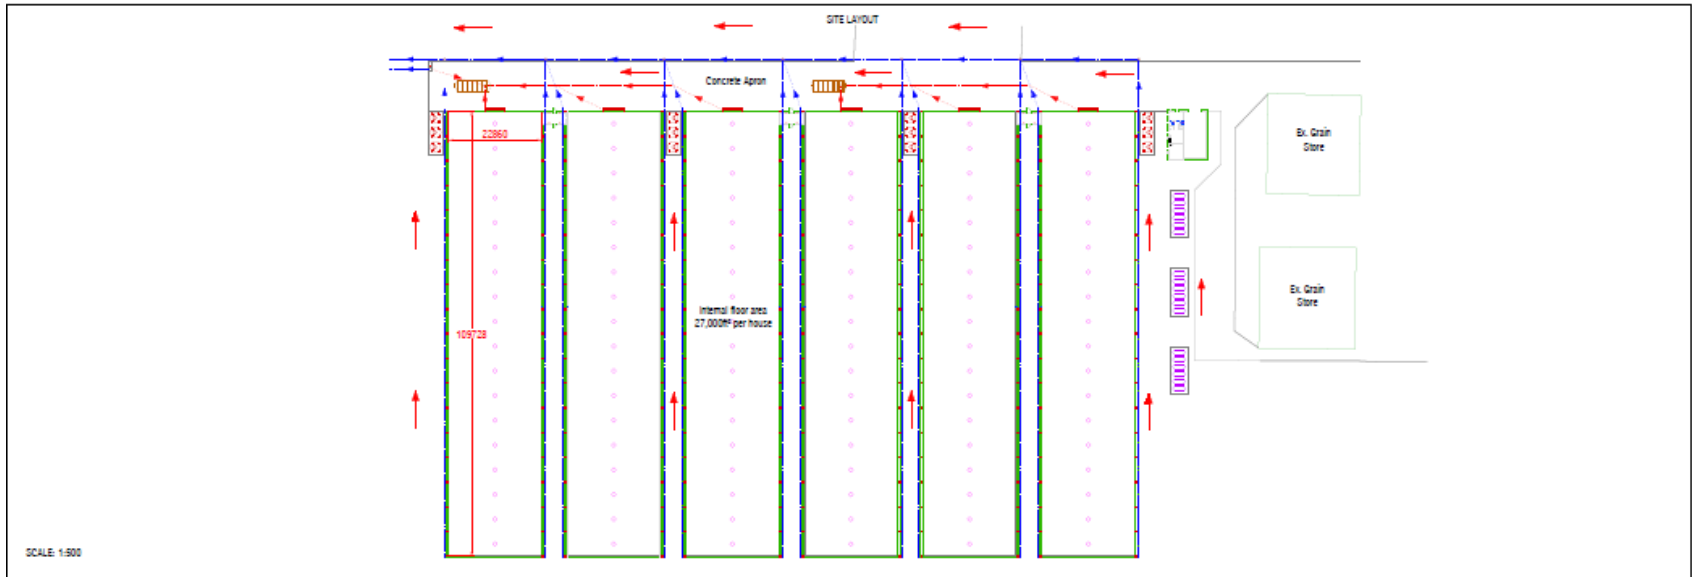 SITE LAYOUT
Concrete Apron
22860
Ex. Grain
Store
Ex. Grain
Store
Internal floor area
27,000ft² per house
109728
SCALE: 1:500